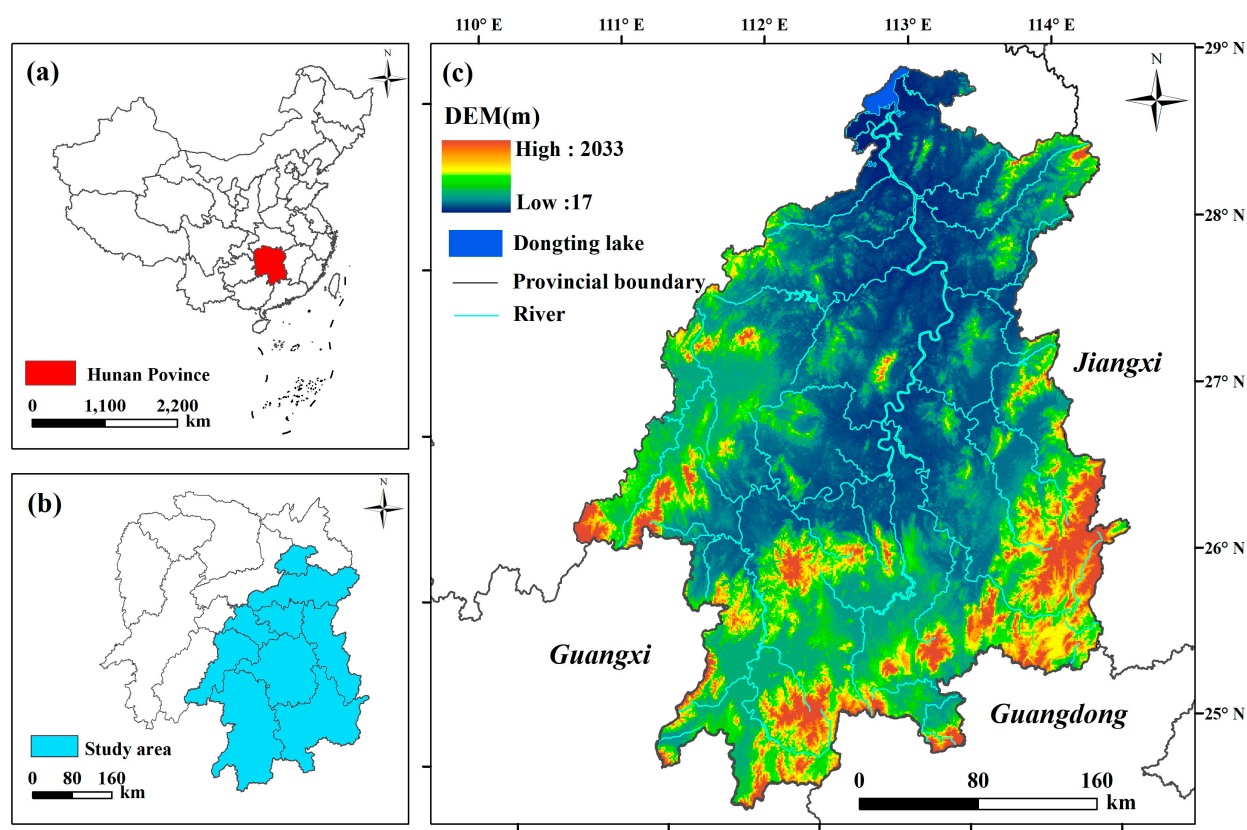 110° E
111° E
112° E
113° E
114° E
(a)
N
Hunan Povince
0
1,100
2,200
km
(b)
N
Study area
0
80
160
km
(c)
N
DEM(m)
High : 2033
Low :17
Dongting lake
Provincial boundary
River
29° N
28° N
27° N
26° N
25° N
Jiangxi
Guangxi
Guangdong
0
80
160
km